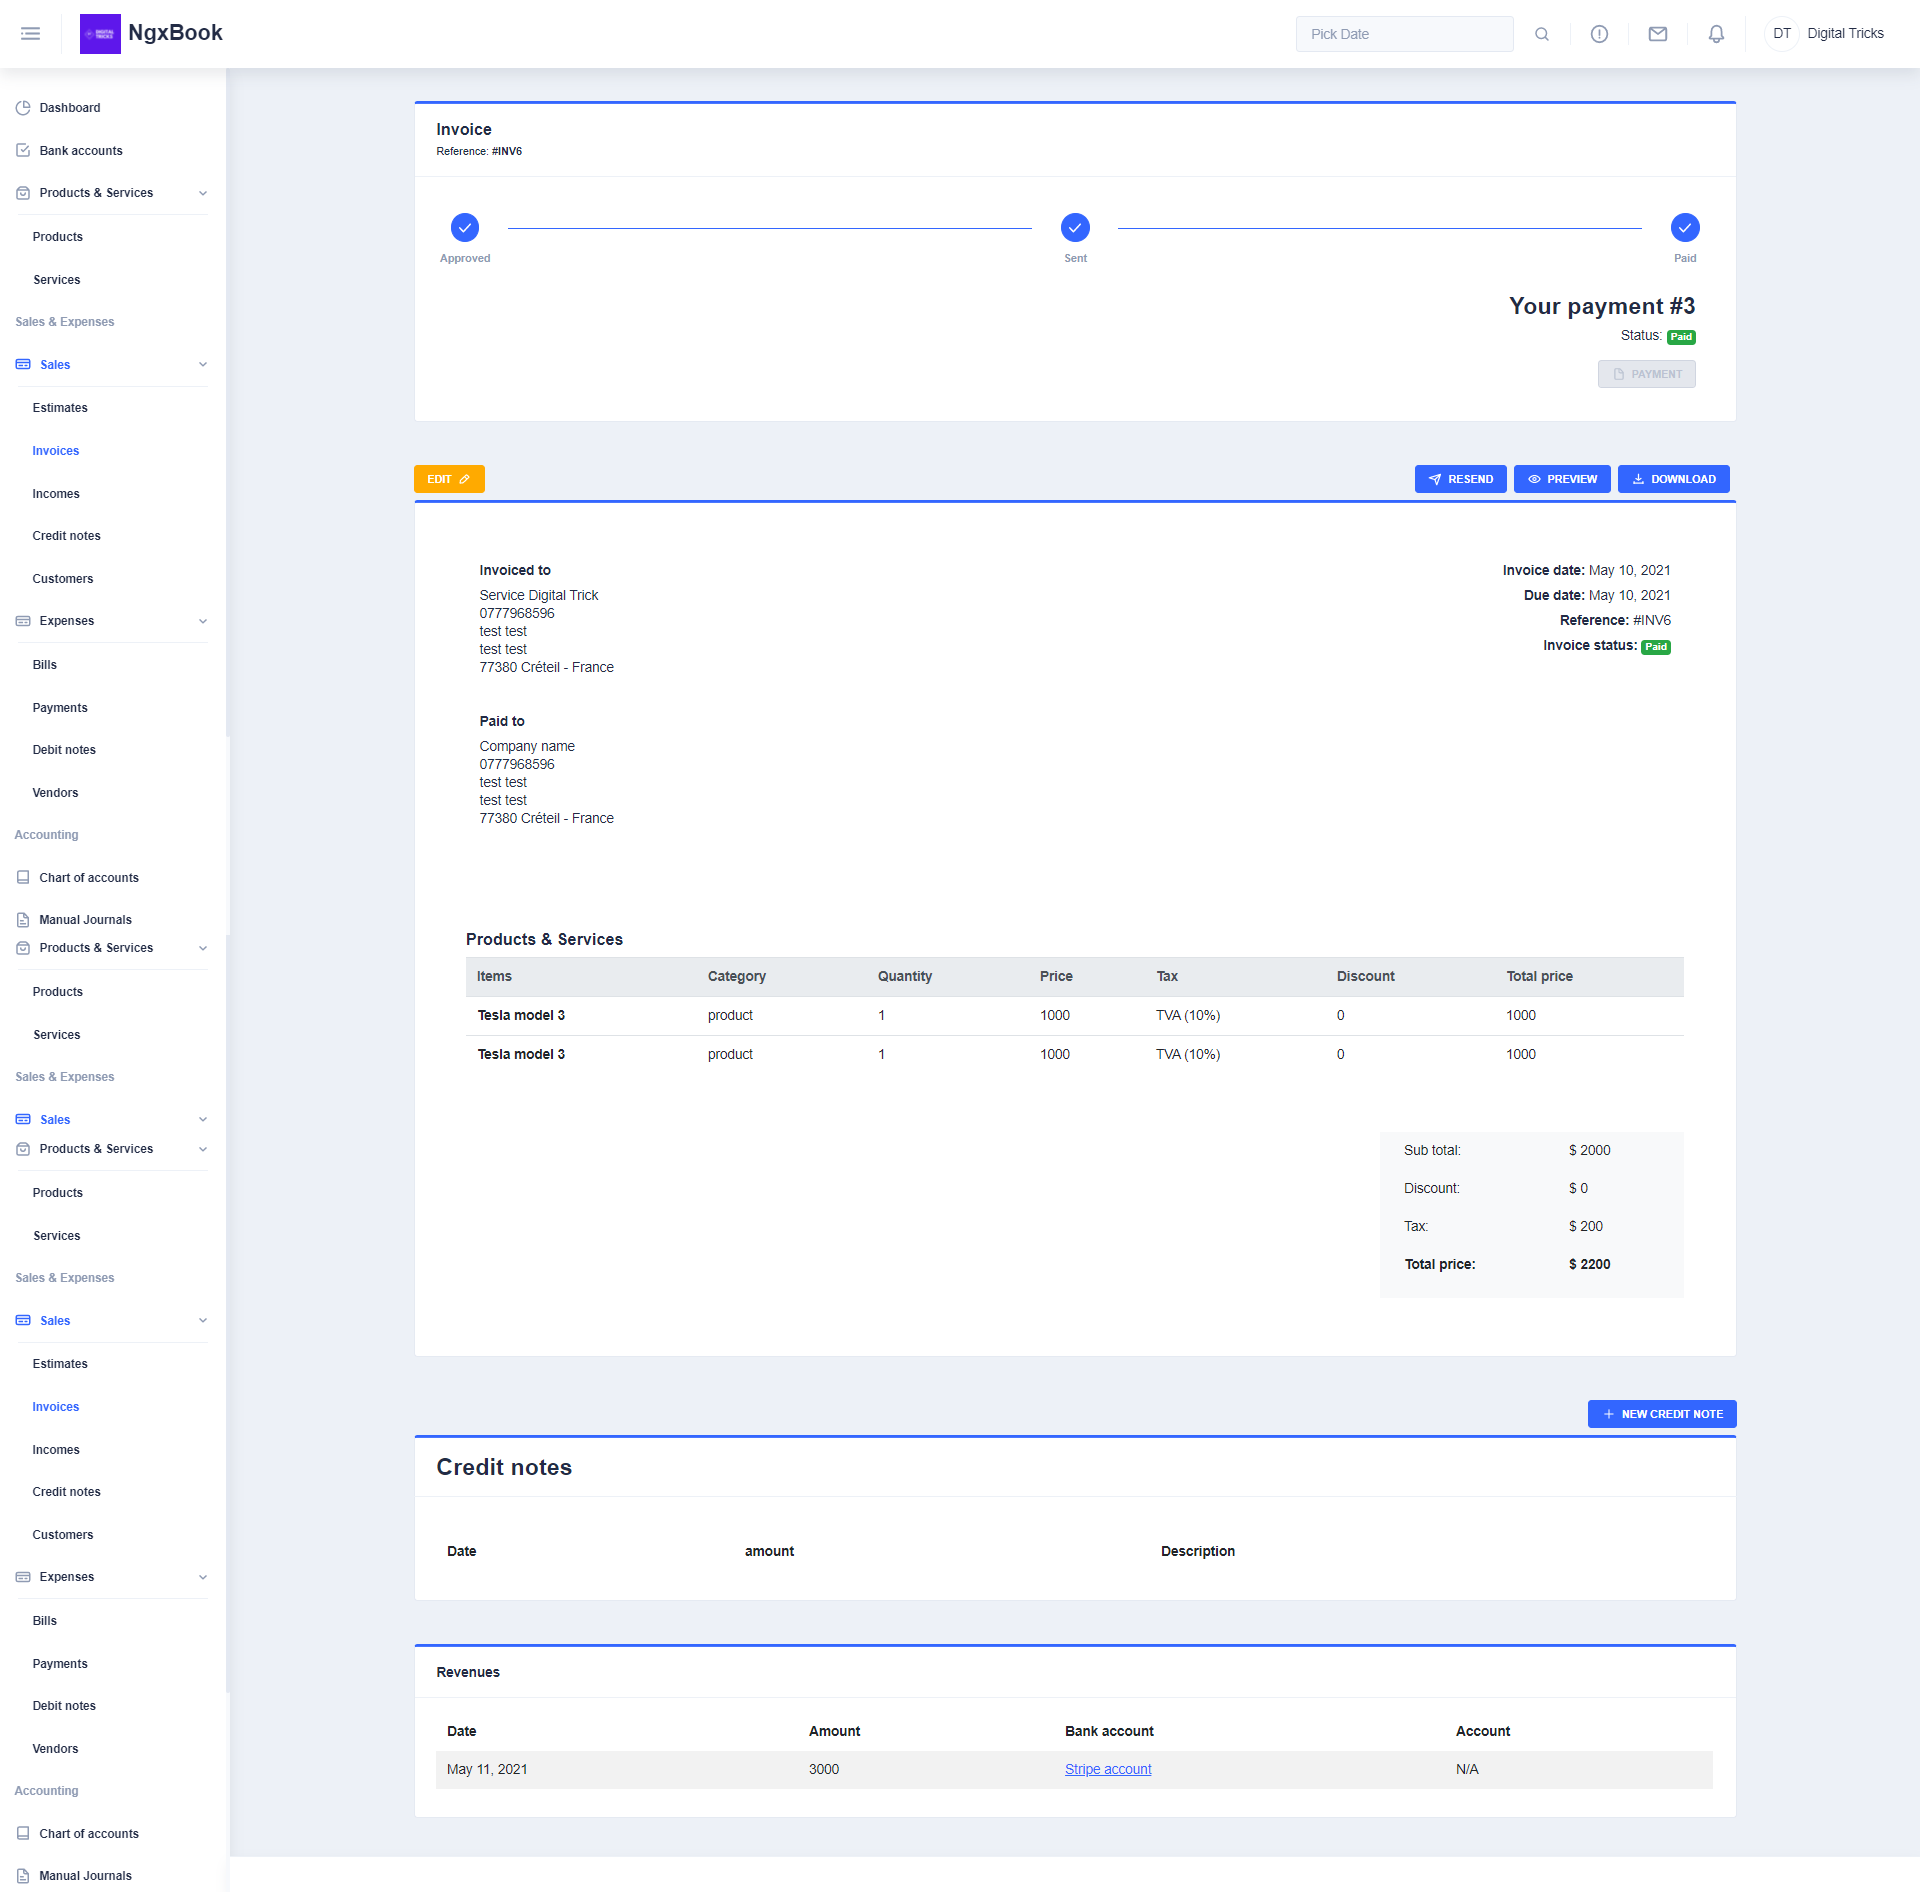 NgxBook
Pick Date
DT Digital Tricks
Dashboard
Bank accounts
Products & Services
Products
Services
Sales & Expenses
Sales
Estimates
Invoices
Incomes
Credit notes
Customers
Expenses
Bills
Payments
Debit notes
Vendors
Accounting
Chart of accounts
Manual Journals
Products & Services
Products
Services
Sales & Expenses
Sales
Products & Services
Products
Services
Sales & Expenses
Sales
Estimates
Invoices
Incomes
Credit notes
Customers
Expenses
Bills
Payments
Debit notes
Vendors
Accounting
Chart of accounts
Manual Journals
Invoice
Reference: #INV6
Approved Sent Paid
Your payment #3
Status: Paid
PAYMENT
EDIT RESEND PREVIEW DOWNLOAD
Invoiced to
Service Digital Trick
0777968596
test test
test test
77380 Créteil - France
Invoice date: May 10, 2021
Due date: May 10, 2021
Reference: #INV6
Invoice status: Paid
Paid to
Company name
0777968596
test test
test test
77380 Créteil - France
Products & Services
Items Category Quantity Price Tax Discount Total price
Tesla model 3 product 1 1000 TVA (10%) 0 1000
Tesla model 3 product 1 1000 TVA (10%) 0 1000
Sub total: $ 2000
Discount: $ 0
Tax: $ 200
Total price: $ 2200
NEW CREDIT NOTE
Credit notes
Date amount Description
Revenues
Date Amount Bank account Account
May 11, 2021 3000 Stripe account N/A